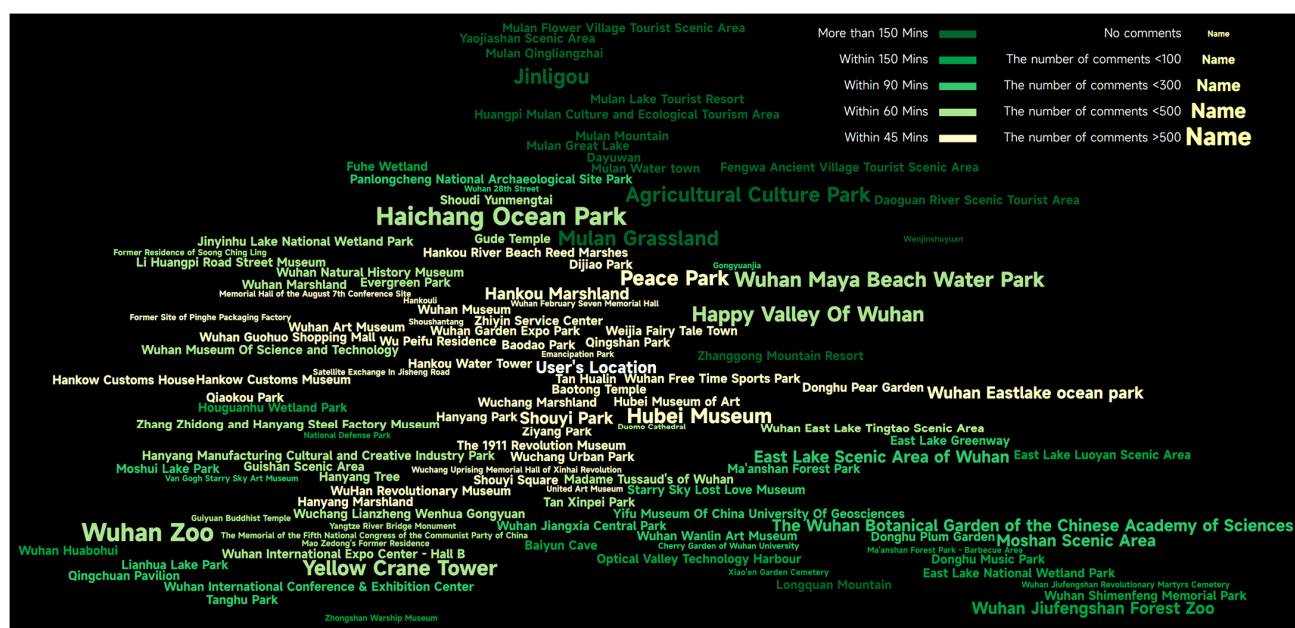 Mulan Flower Village Tourist Scenic Area
Yaojiashan Scenic Area
More than 150 Mins
No comments Name
Mulan Qingliangzhai
Within 150 Mins
The number of comments <100 Name
Jinligou
Within 90 Mins
The number of comments <300 Name
Mulan Lake Tourist Resort
Within 60 Mins
The number of comments <500 Name
Huangpi Mulan Culture and Ecological Tourism Area
Within 45 Mins
The number of comments >500 Name
Mulan Mountain
Mulan Great Lake
Dayuwan
Fuhe Wetland
Mulan Water town
Fengwa Ancient Village Tourist Scenic Area
Panlongcheng National Archaeological Site Park
Wuhan 28th Street
Shoudi Yunmengtai
Agricultural Culture Park
Daoguan River Scenic Tourist Area
Haichang Ocean Park
Jinyinhu Lake National Wetland Park
Gude Temple
Mulan Grassland
Wenjinshuyuan
Former Residence of Soong Ching Ling
Hankou River Beach Reed Marshes
Li Huangpi Road Street Museum
Dijiao Park
Gongyuanjia
Wuhan Natural History Museum
Peace Park
Wuhan Maya Beach Water Park
Wuhan Marshland
Evergreen Park
Memorial Hall of the August 7th Conference Site
Hankou Marshland
Hankouli
Wuhan February Seven Memorial Hall
Wuhan Museum
Happy Valley Of Wuhan
Former Site of Pinghe Packaging Factory
Shoushantang
Zhiyin Service Center
Wuhan Art Museum
Wuhan Garden Expo Park
Weijia Fairy Tale Town
Wuhan Guohuo Shopping Mall
Wu Peifu Residence
Baodao Park
Qingshan Park
Wuhan Museum Of Science and Technology
Emancipation Park
Zhanggong Mountain Resort
Hankou Water Tower
User's Location
Satellite Exchange In Jisheng Road
Hankow Customs House
Hankow Customs Museum
Tan Hualin
Wuhan Free Time Sports Park
Baotong Temple
Donghu Pear Garden
Wuhan Eastlake ocean park
Qiaokou Park
Wuchang Marshland
Hubei Museum of Art
Houguanhu Wetland Park
Hanyang Park
Shouyi Park
Hubei Museum
Zhang Zhidong and Hanyang Steel Factory Museum
Duomo Cathedral
Wuhan East Lake Tingtao Scenic Area
National Defense Park
Ziyang Park
East Lake Greenway
The 1911 Revolution Museum
Hanyang Manufacturing Cultural and Creative Industry Park
Wuchang Urban Park
East Lake Scenic Area of Wuhan
East Lake Luoyan Scenic Area
Moshui Lake Park
Guishan Scenic Area
Wuchang Uprising Memorial Hall of Xinhai Revolution
Ma'anshan Forest Park
Van Gogh Starry Sky Art Museum
Hanyang Tree
Shouyi Square
Madame Tussaud's of Wuhan
WuHan Revolutionary Museum
United Art Museum
Starry Sky Lost Love Museum
Hanyang Marshland
Tan Xinpei Park
Guiyuan Buddhist Temple
Wuchang Lianzheng Wenhua Gongyuan
Yifu Museum Of China University Of Geosciences
Wuhan Zoo
Yangtze River Bridge Monument
Wuhan Jiangxia Central Park
The Wuhan Botanical Garden of the Chinese Academy of Sciences
The Memorial of the Fifth National Congress of the Communist Party of China
Wuhan Wanlin Art Museum
Donghu Plum Garden
Moshan Scenic Area
Mao Zedong's Former Residence
Baiyun Cave
Cherry Garden of Wuhan University
Wuhan Huabohui
Wuhan International Expo Center - Hall B
Ma'anshan Forest Park - Barbecue Area
Lianhua Lake Park
Yellow Crane Tower
Optical Valley Technology Harbour
Donghu Music Park
Qingchuan Pavilion
Xiao'en Garden Cemetery
East Lake National Wetland Park
Wuhan International Conference & Exhibition Center
Longquan Mountain
Wuhan Jiufengshan Revolutionary Martyrs Cemetery
Tanghu Park
Wuhan Shimenfeng Memorial Park
Wuhan Jiufengshan Forest Zoo
Zhongshan Warship Museum